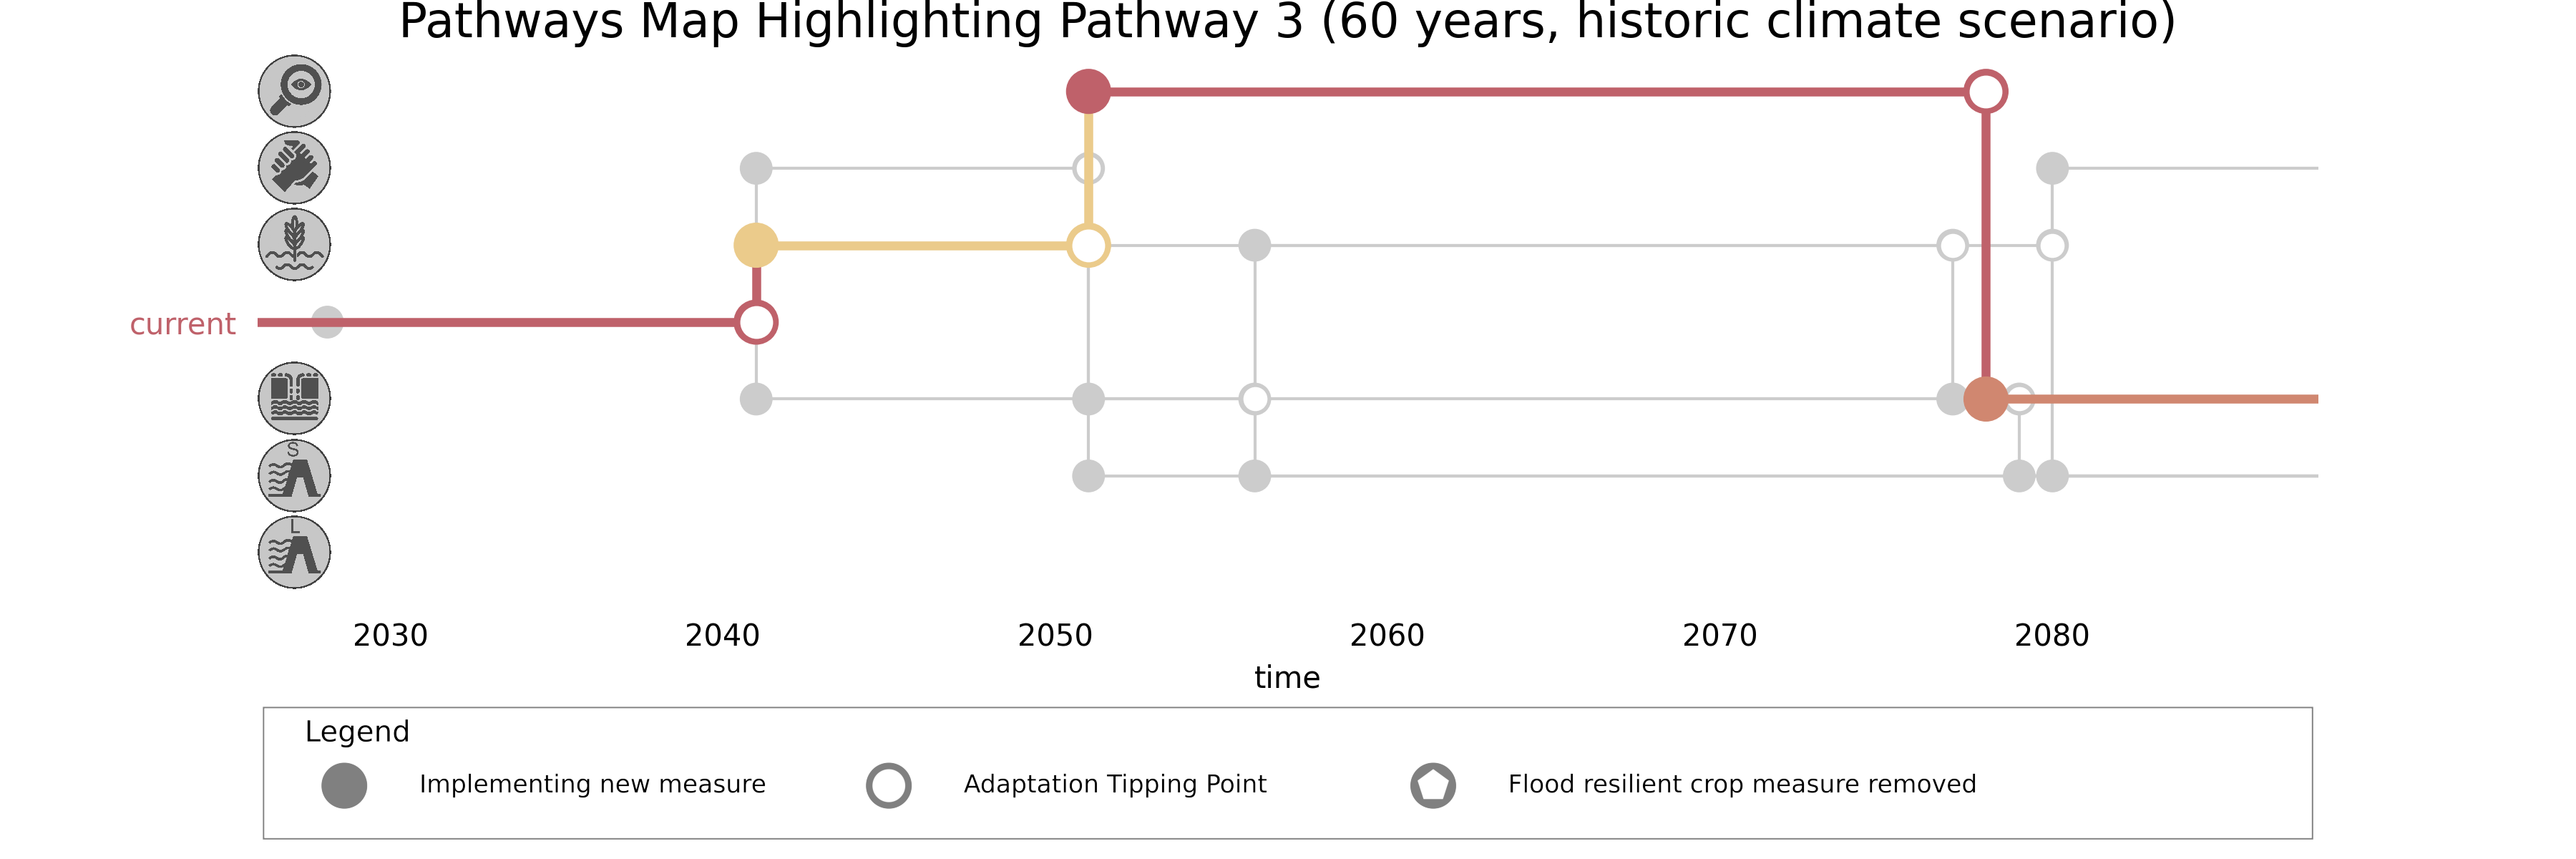 Pathways Map Highlighting Pathway 3 (60 years, historic climate scenario)
current
S
L
2030 2040 2050 2060 2070 2080
time
Legend
Implementing new measure Adaptation Tipping Point Flood resilient crop measure removed